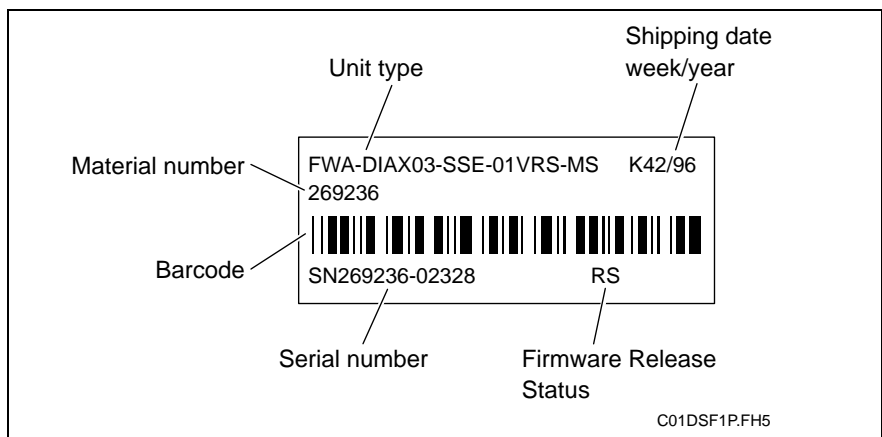 Shipping date
week/year
Unit type
Material number
FWA-DIAX03-SSE-01VRS-MS K42/96
269236
Barcode
SN269236-02328 RS
Serial number
Firmware Release
Status
C01DSF1P.FH5